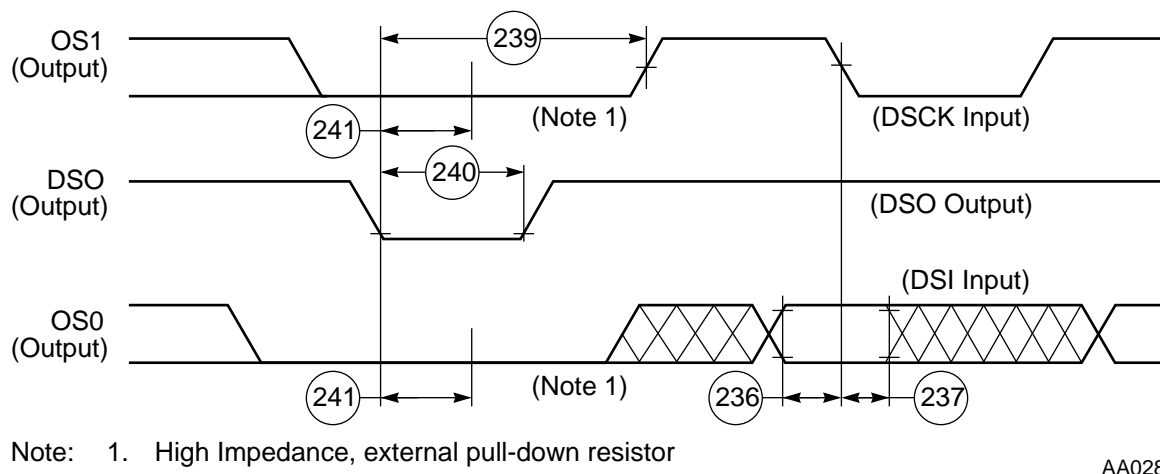 OS1
(Output)
239
241
(Note 1)
(DSCK Input)
240
DSO
(Output)
(DSO Output)
(DSI Input)
OS0
(Output)
241
(Note 1)
236
237
Note: 1. High Impedance, external pull-down resistor
AA028